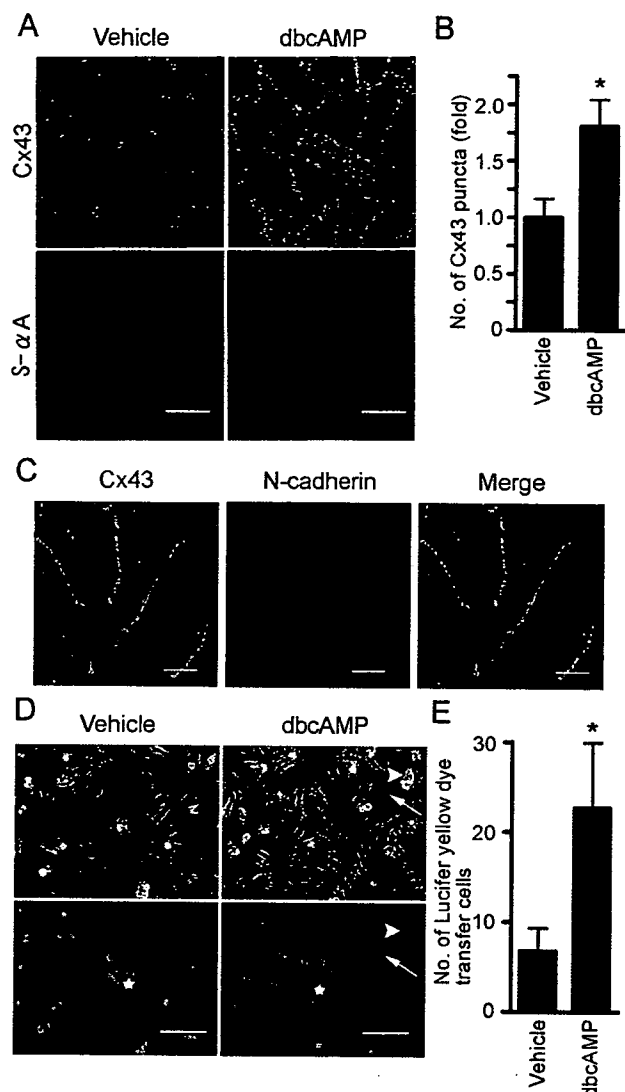 A
Vehicle
dbcAMP
Cx43
S-αA
B
No. of Cx43 puncta (fold)
2.0
1.5
1.0
0.5
0
*
Vehicle
dbcAMP
C
Cx43
N-cadherin
Merge
D
Vehicle
dbcAMP
E
No. of Lucifer yellow dye
transfer cells
30
20
10
0
*
Vehicle
dbcAMP